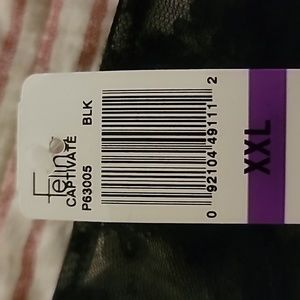 Felina
CAPTIVATE
P63005 BLK
0 92104 49111 2
XXL